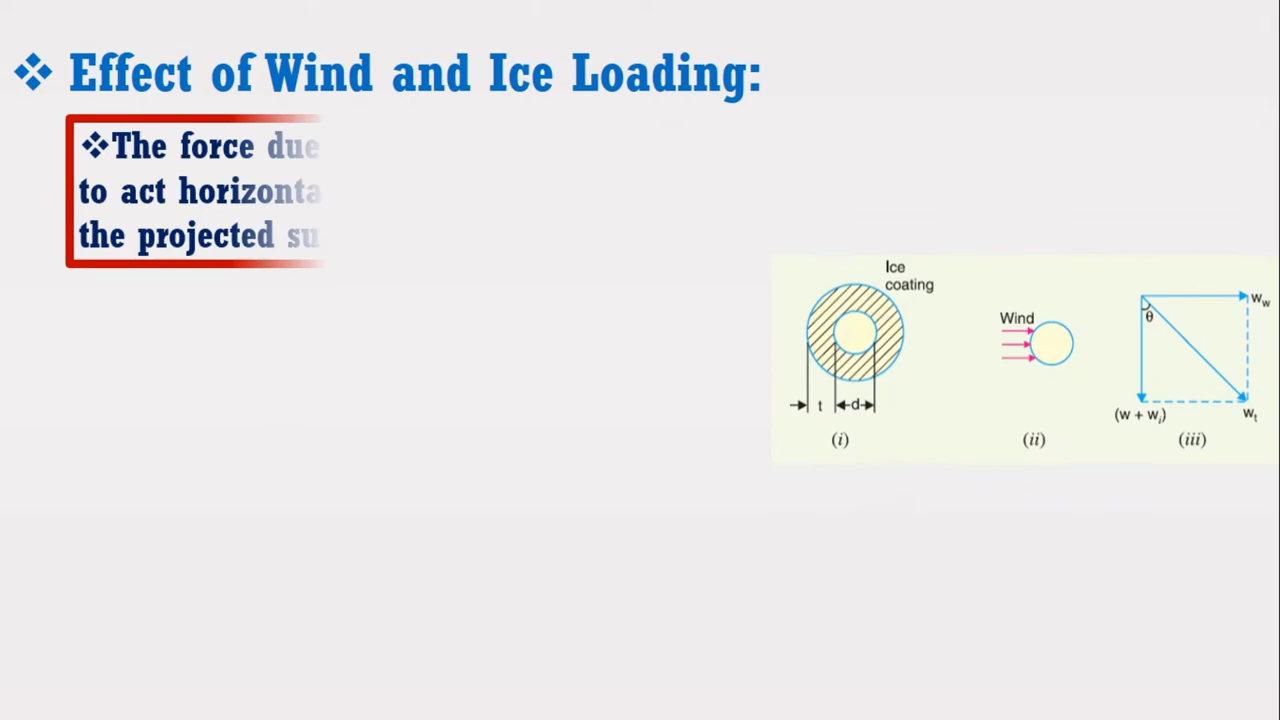 ❖ Effect of Wind and Ice Loading:
❖The force due
to act horizonta
the projected su
Ice
coating
Wind
w_w
θ
t d
(w + w_i) w_t
(i) (ii) (iii)